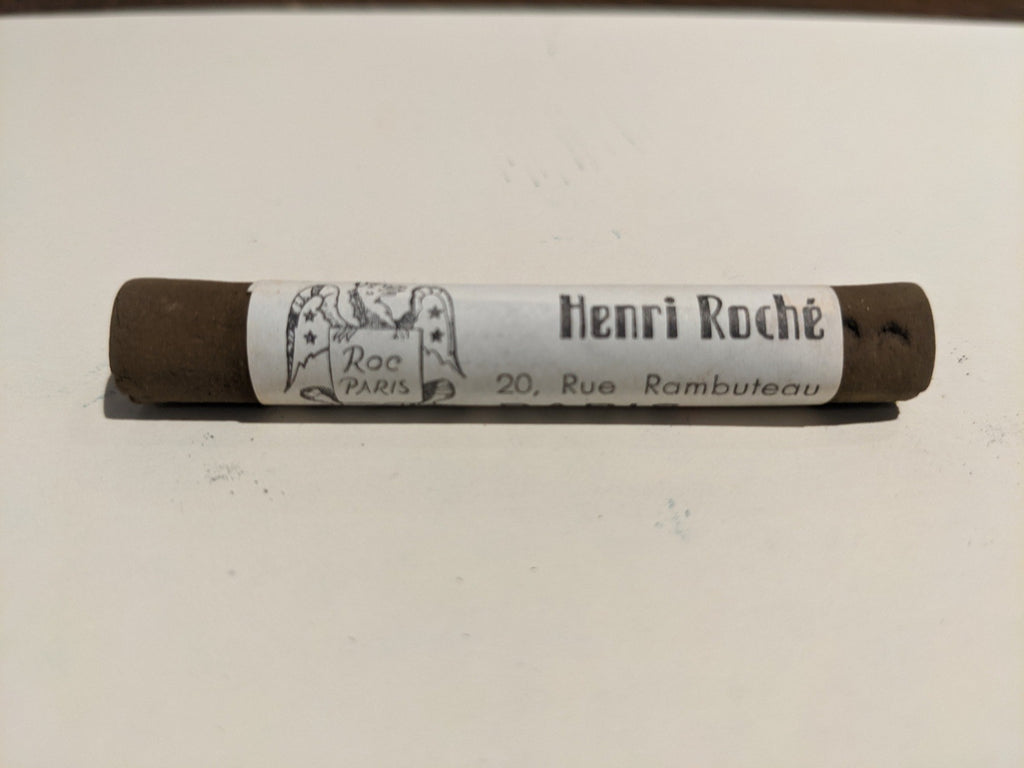 Roc
PARIS
Henri Roché
20, Rue Rambuteau